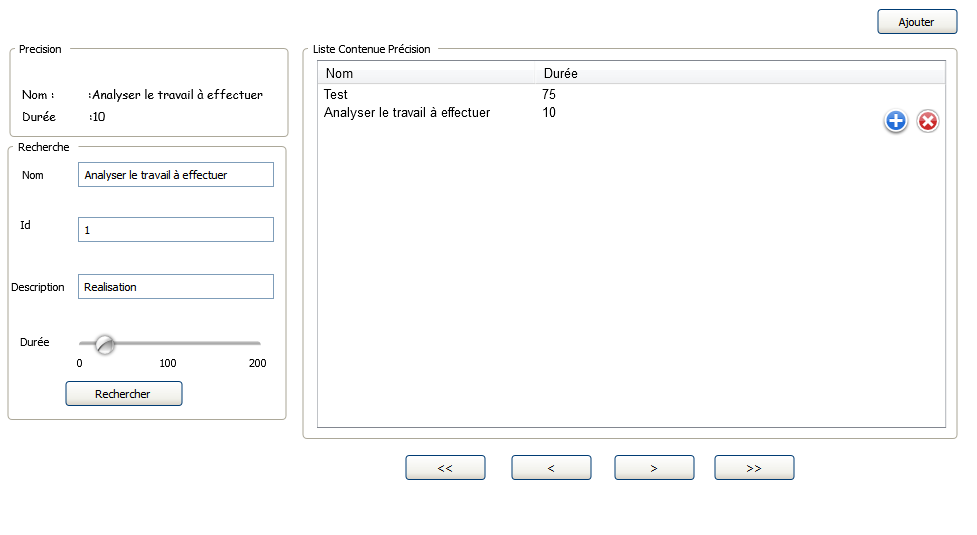 Ajouter
Precision
Nom : :Analyser le travail à effectuer
Durée :10
Recherche
Nom Analyser le travail à effectuer
Id 1
Description Realisation
Durée
0 100 200
Rechercher
Liste Contenue Précision
Nom Durée
Test 75
Analyser le travail à effectuer 10
<< < > >>